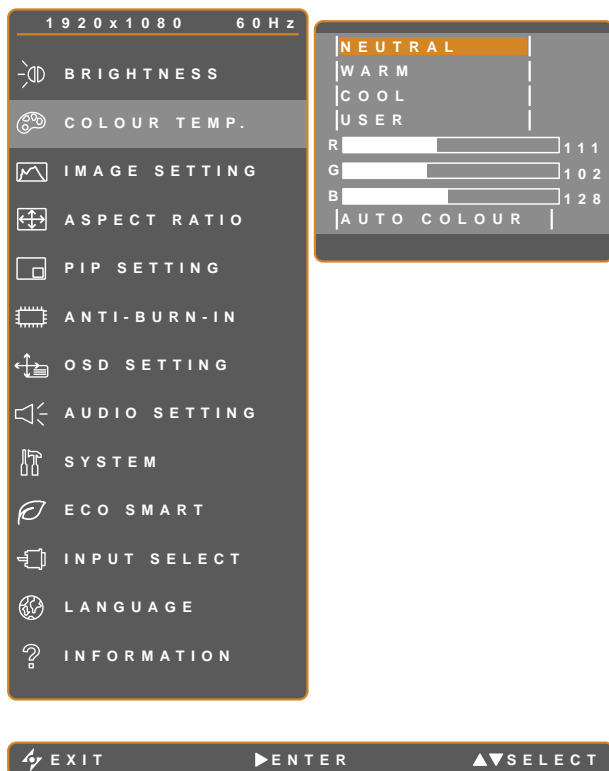 1920x1080 60Hz
BRIGHTNESS
COLOUR TEMP.
IMAGE SETTING
ASPECT RATIO
PIP SETTING
ANTI-BURN-IN
OSD SETTING
AUDIO SETTING
SYSTEM
ECO SMART
INPUT SELECT
LANGUAGE
INFORMATION
NEUTRAL
WARM
COOL
USER
R 111
G 102
B 128
AUTO COLOUR
EXIT ▶ENTER ▲▼SELECT